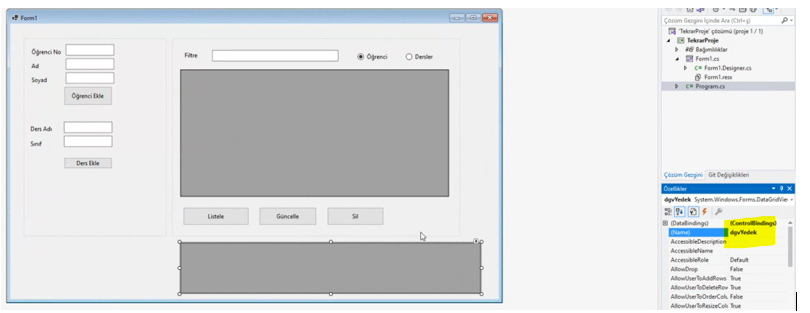 Form1
Öğrenci No
Ad
Soyad
Öğrenci Ekle
Ders Adı
Sınıf
Ders Ekle
Filtre
Öğrenci
Dersler
Listele
Güncelle
Sil
Çözüm Gezgini İçinde Ara (Ctrl+ş)
'TekrarProje' çözümü (proje 1 / 1)
TekrarProje
Bağımlılıklar
Form1.cs
C# Form1.Designer.cs
Form1.resx
C# Program.cs
Çözüm Gezgini Git Değişiklikleri
Özellikler
dgvYedek System.Windows.Forms.DataGridView
(DataBindings) (ControlBindings)
(Name) dgvYedek
AccessibleDescription
AccessibleName
AccessibleRole Default
AllowDrop False
AllowUserToAddRows True
AllowUserToDeleteRow True
AllowUserToOrderColu False
AllowUserToResizeColu True